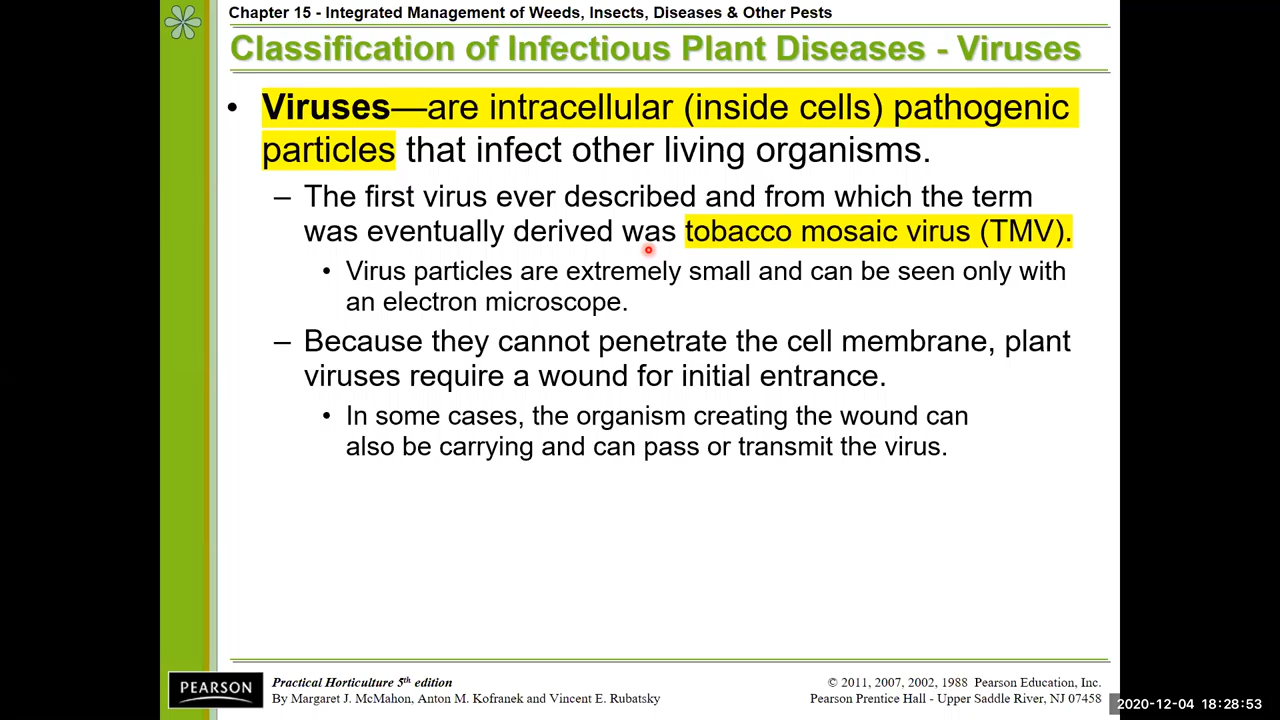 Chapter 15 - Integrated Management of Weeds, Insects, Diseases & Other Pests
Classification of Infectious Plant Diseases - Viruses
• Viruses—are intracellular (inside cells) pathogenic
particles that infect other living organisms.
– The first virus ever described and from which the term
was eventually derived was tobacco mosaic virus (TMV).
• Virus particles are extremely small and can be seen only with
an electron microscope.
– Because they cannot penetrate the cell membrane, plant
viruses require a wound for initial entrance.
• In some cases, the organism creating the wound can
also be carrying and can pass or transmit the virus.
PEARSON
Practical Horticulture 5th edition
By Margaret J. McMahon, Anton M. Kofranek and Vincent E. Rubatsky
© 2011, 2007, 2002, 1988 Pearson Education, Inc.
Pearson Prentice Hall - Upper Saddle River, NJ 07458
2020-12-04 18:28:53